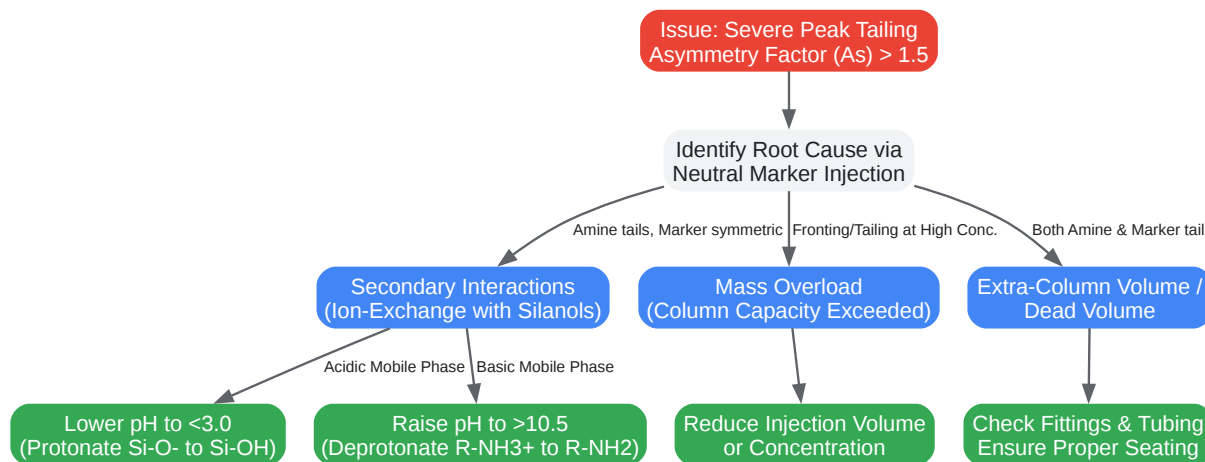 Issue: Severe Peak Tailing
Asymmetry Factor (As) > 1.5
Identify Root Cause via
Neutral Marker Injection
Amine tails, Marker symmetric
Fronting/Tailing at High Conc.
Both Amine & Marker tail
Secondary Interactions
(Ion-Exchange with Silanols)
Mass Overload
(Column Capacity Exceeded)
Extra-Column Volume /
Dead Volume
Acidic Mobile Phase
Basic Mobile Phase
Lower pH to <3.0
(Protonate Si-O- to Si-OH)
Raise pH to >10.5
(Deprotonate R-NH3+ to R-NH2)
Reduce Injection Volume
or Concentration
Check Fittings & Tubing
Ensure Proper Seating